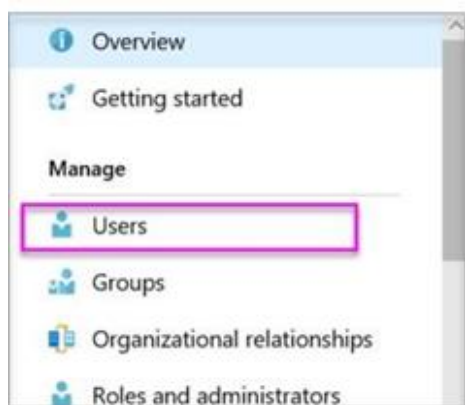 Overview
Getting started
Manage
Users
Groups
Organizational relationships
Roles and administrators